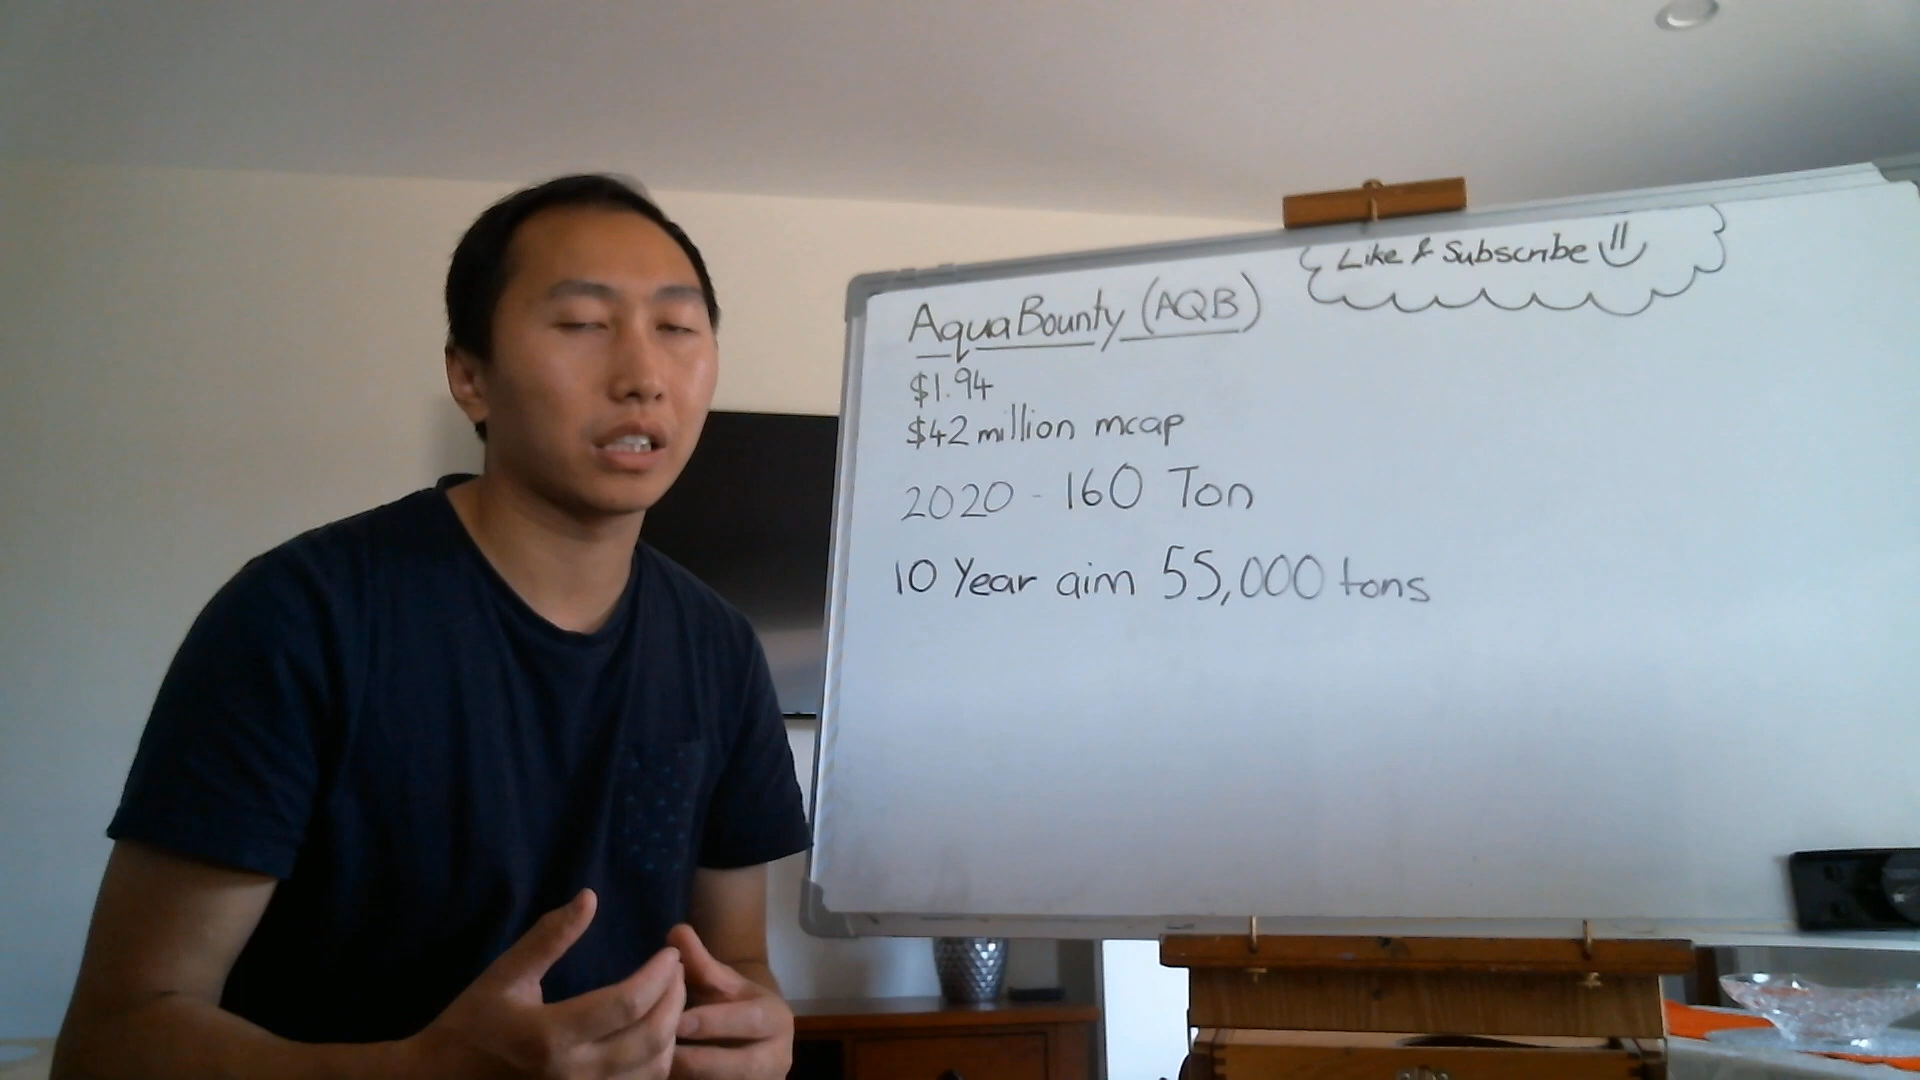 Like & Subscribe
AquaBounty (AQB)
$1.94
$42 million mcap
2020 - 160 Ton
10 Year aim 55,000 tons